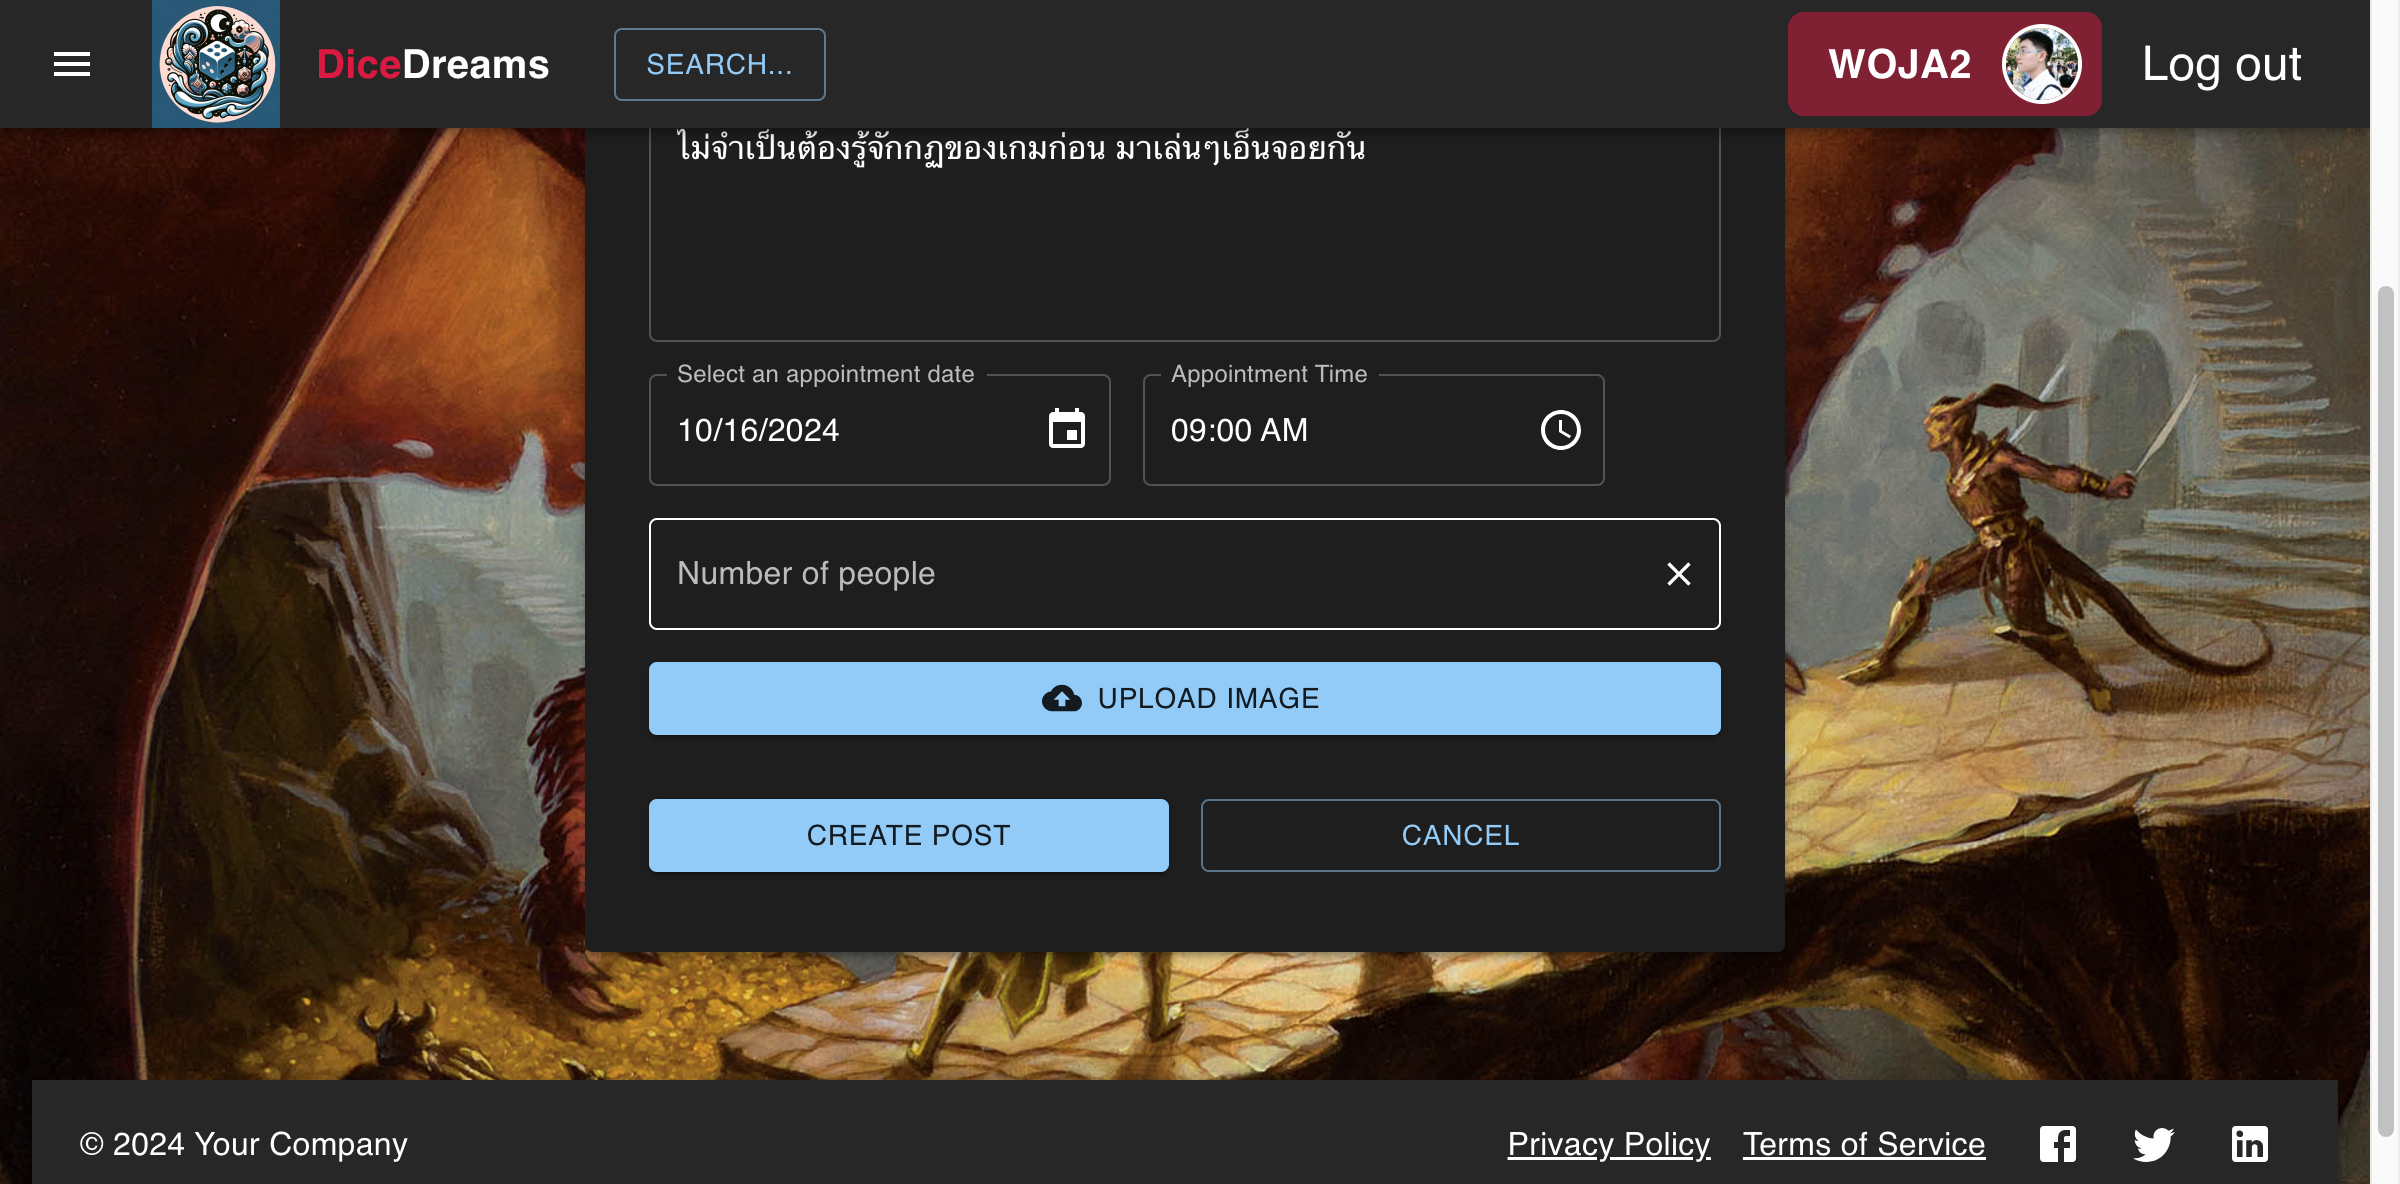 DiceDreams
SEARCH...
WOJA2
Log out
ไม่จำเป็นต้องรู้จักกฏของเกมก่อน มาเล่นๆเอ็นจอยกัน
Select an appointment date
Appointment Time
10/16/2024
09:00 AM
Number of people
UPLOAD IMAGE
CREATE POST
CANCEL
© 2024 Your Company
Privacy Policy
Terms of Service